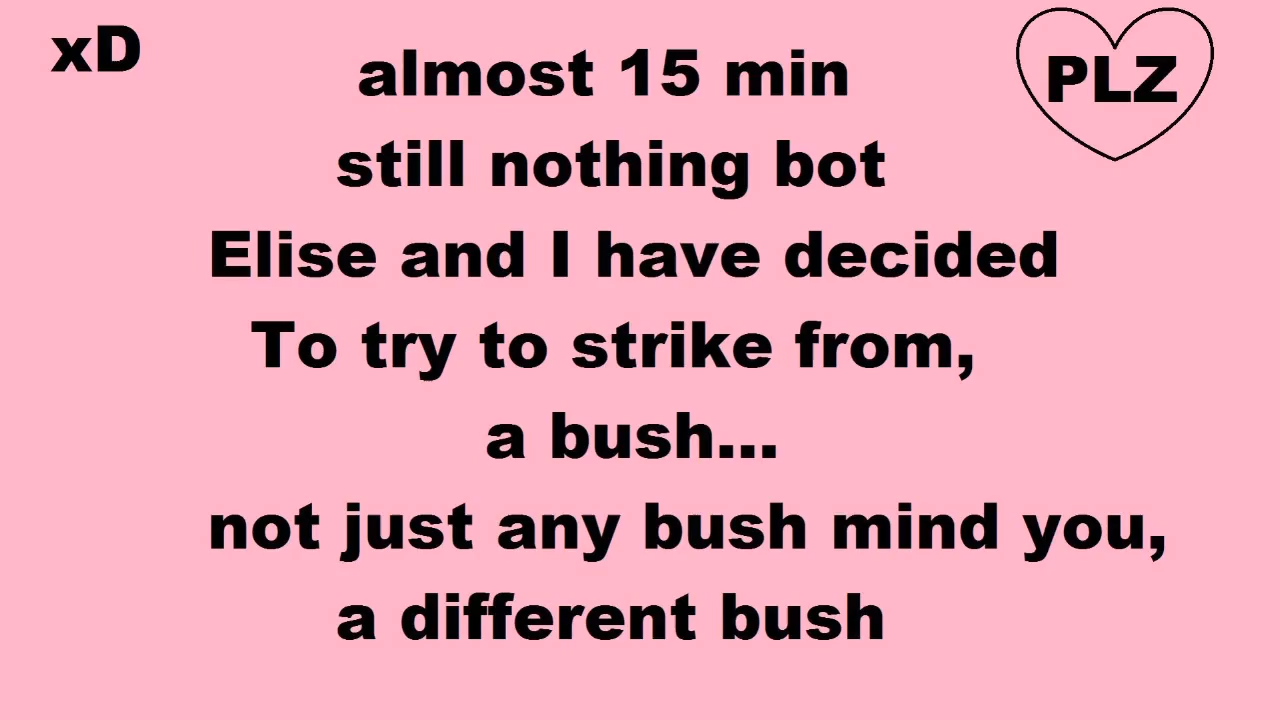 xD
almost 15 min
PLZ
still nothing bot
Elise and I have decided
To try to strike from,
a bush...
not just any bush mind you,
a different bush